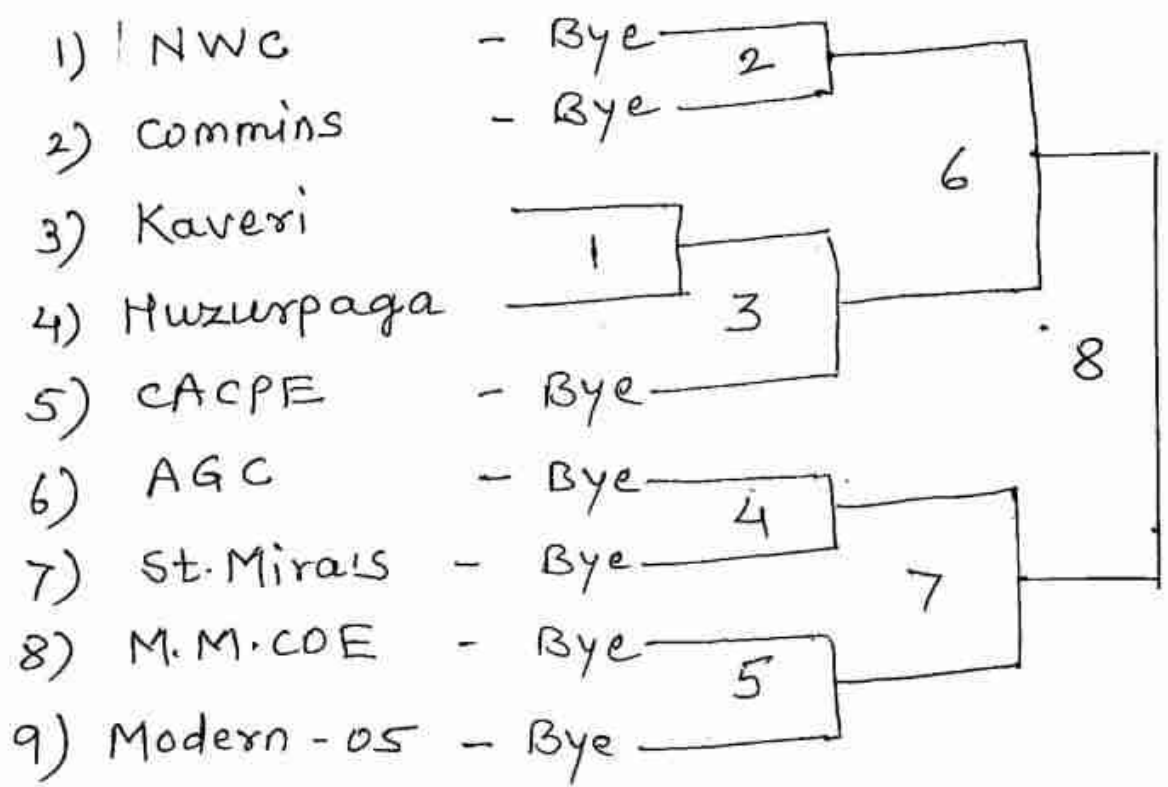 1) NWC - Bye
2
2) Commins - Bye
6
3) Kaveri
1
4) Huzurpaga
3
8
5) CACPE - Bye
6) AGC - Bye
4
7) St. Mira's - Bye
7
8) M.M.COE - Bye
5
9) Modern - 05 - Bye